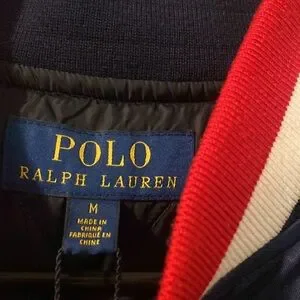 POLO
RALPH LAUREN
M
MADE IN
CHINA
FABRIQUÉ EN
CHINE